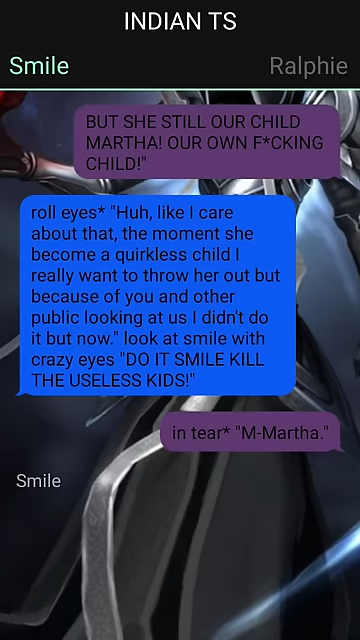 INDIAN TS
Smile
Ralphie
BUT SHE STILL OUR CHILD
MARTHA! OUR OWN F*CKING
CHILD!"
roll eyes* "Huh, like I care
about that, the moment she
become a quirkless child I
really want to throw her out but
because of you and other
public looking at us I didn't do
it but now." look at smile with
crazy eyes "DO IT SMILE KILL
THE USELESS KIDS!"
in tear* "M-Martha."
Smile